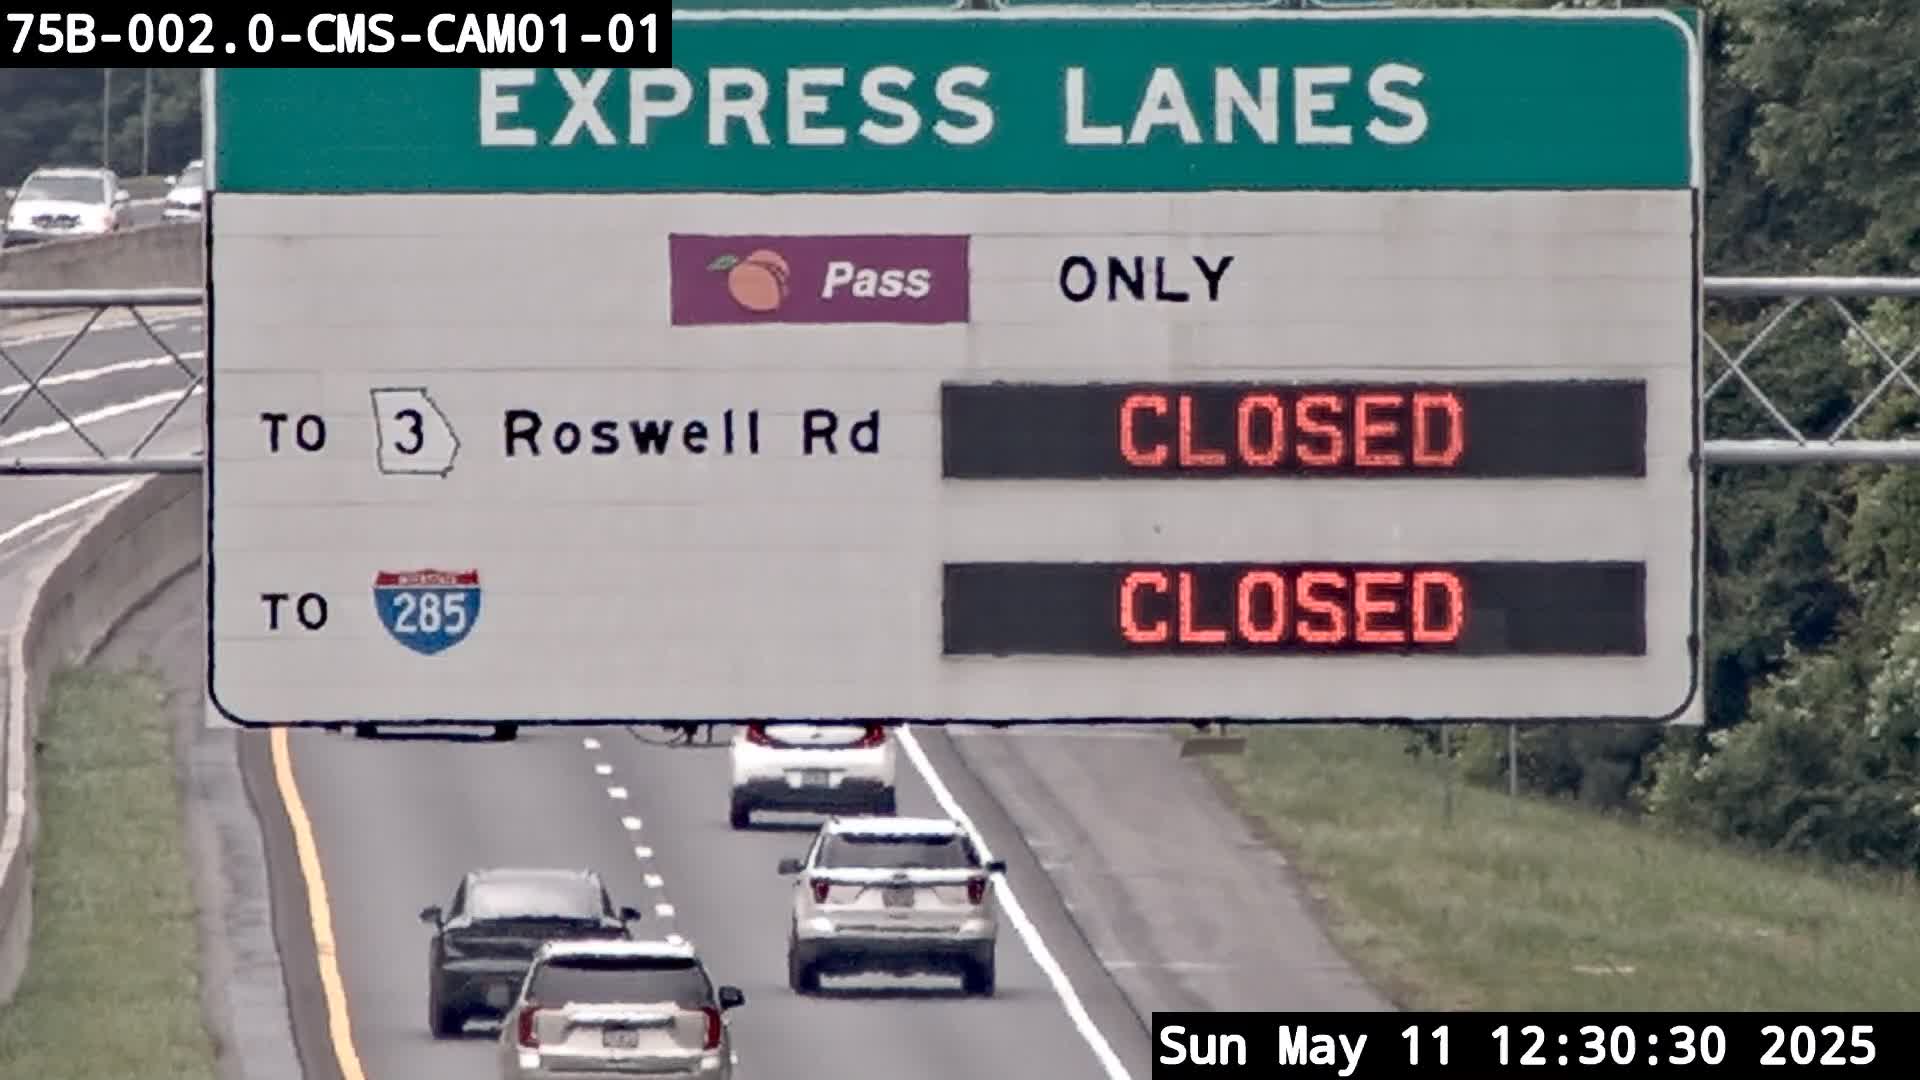 75B-002.0-CMS-CAM01-01
EXPRESS LANES
Pass ONLY
TO 3 Roswell Rd CLOSED
TO 285 CLOSED
Sun May 11 12:30:30 2025